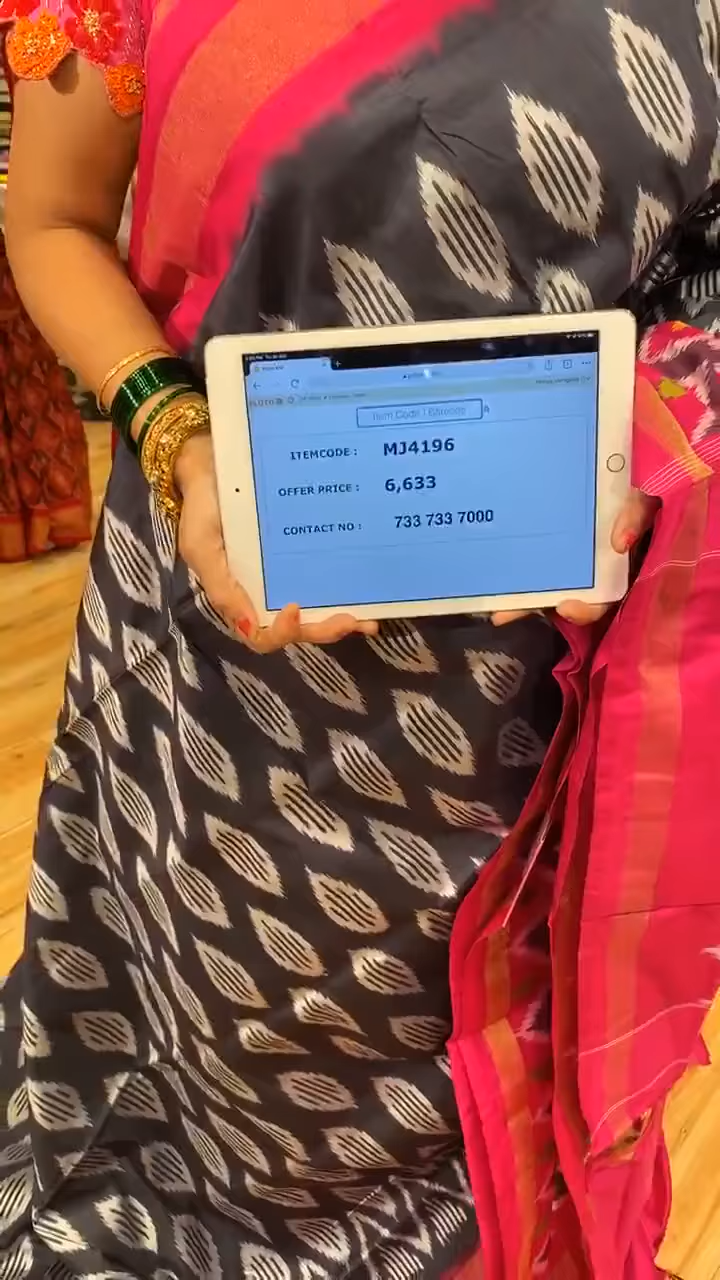 Item Code / Barcode
ITEMCODE : MJ4196
OFFER PRICE : 6,633
CONTACT NO : 733 733 7000